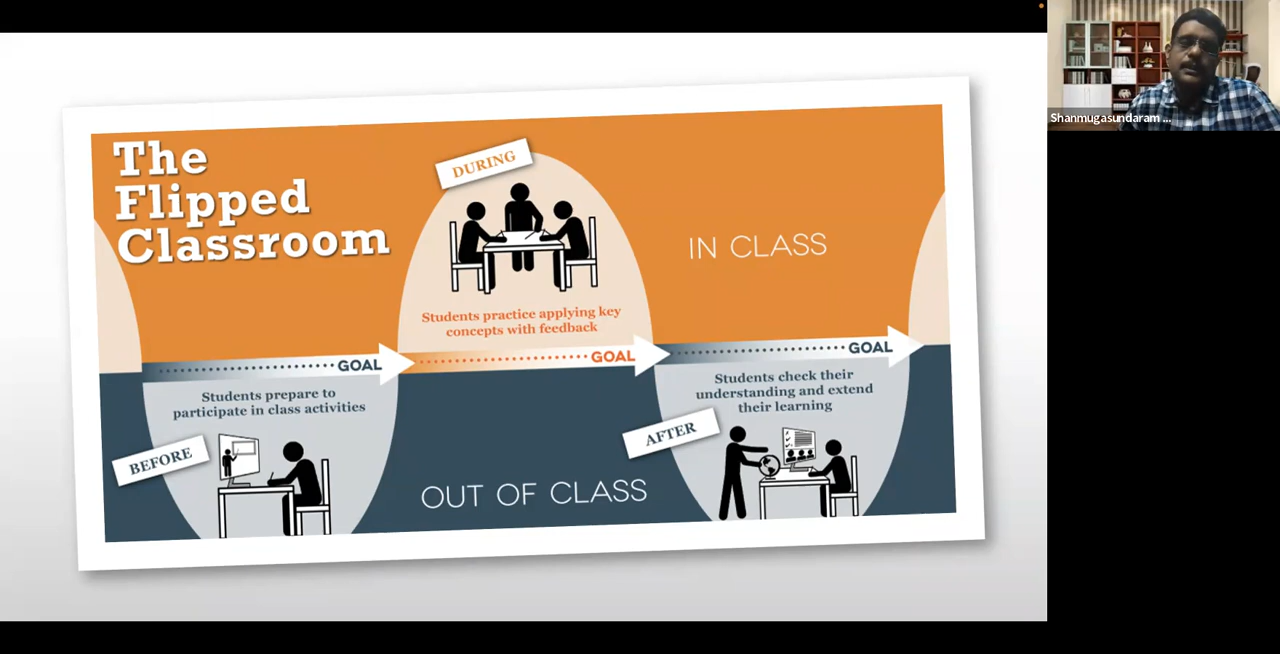 The
Flipped
Classroom
DURING
IN CLASS
Students practice applying key
concepts with feedback
GOAL
GOAL
GOAL
Students prepare to
participate in class activities
BEFORE
Students check their
understanding and extend
their learning
AFTER
OUT OF CLASS
Shanmugasundaram ...